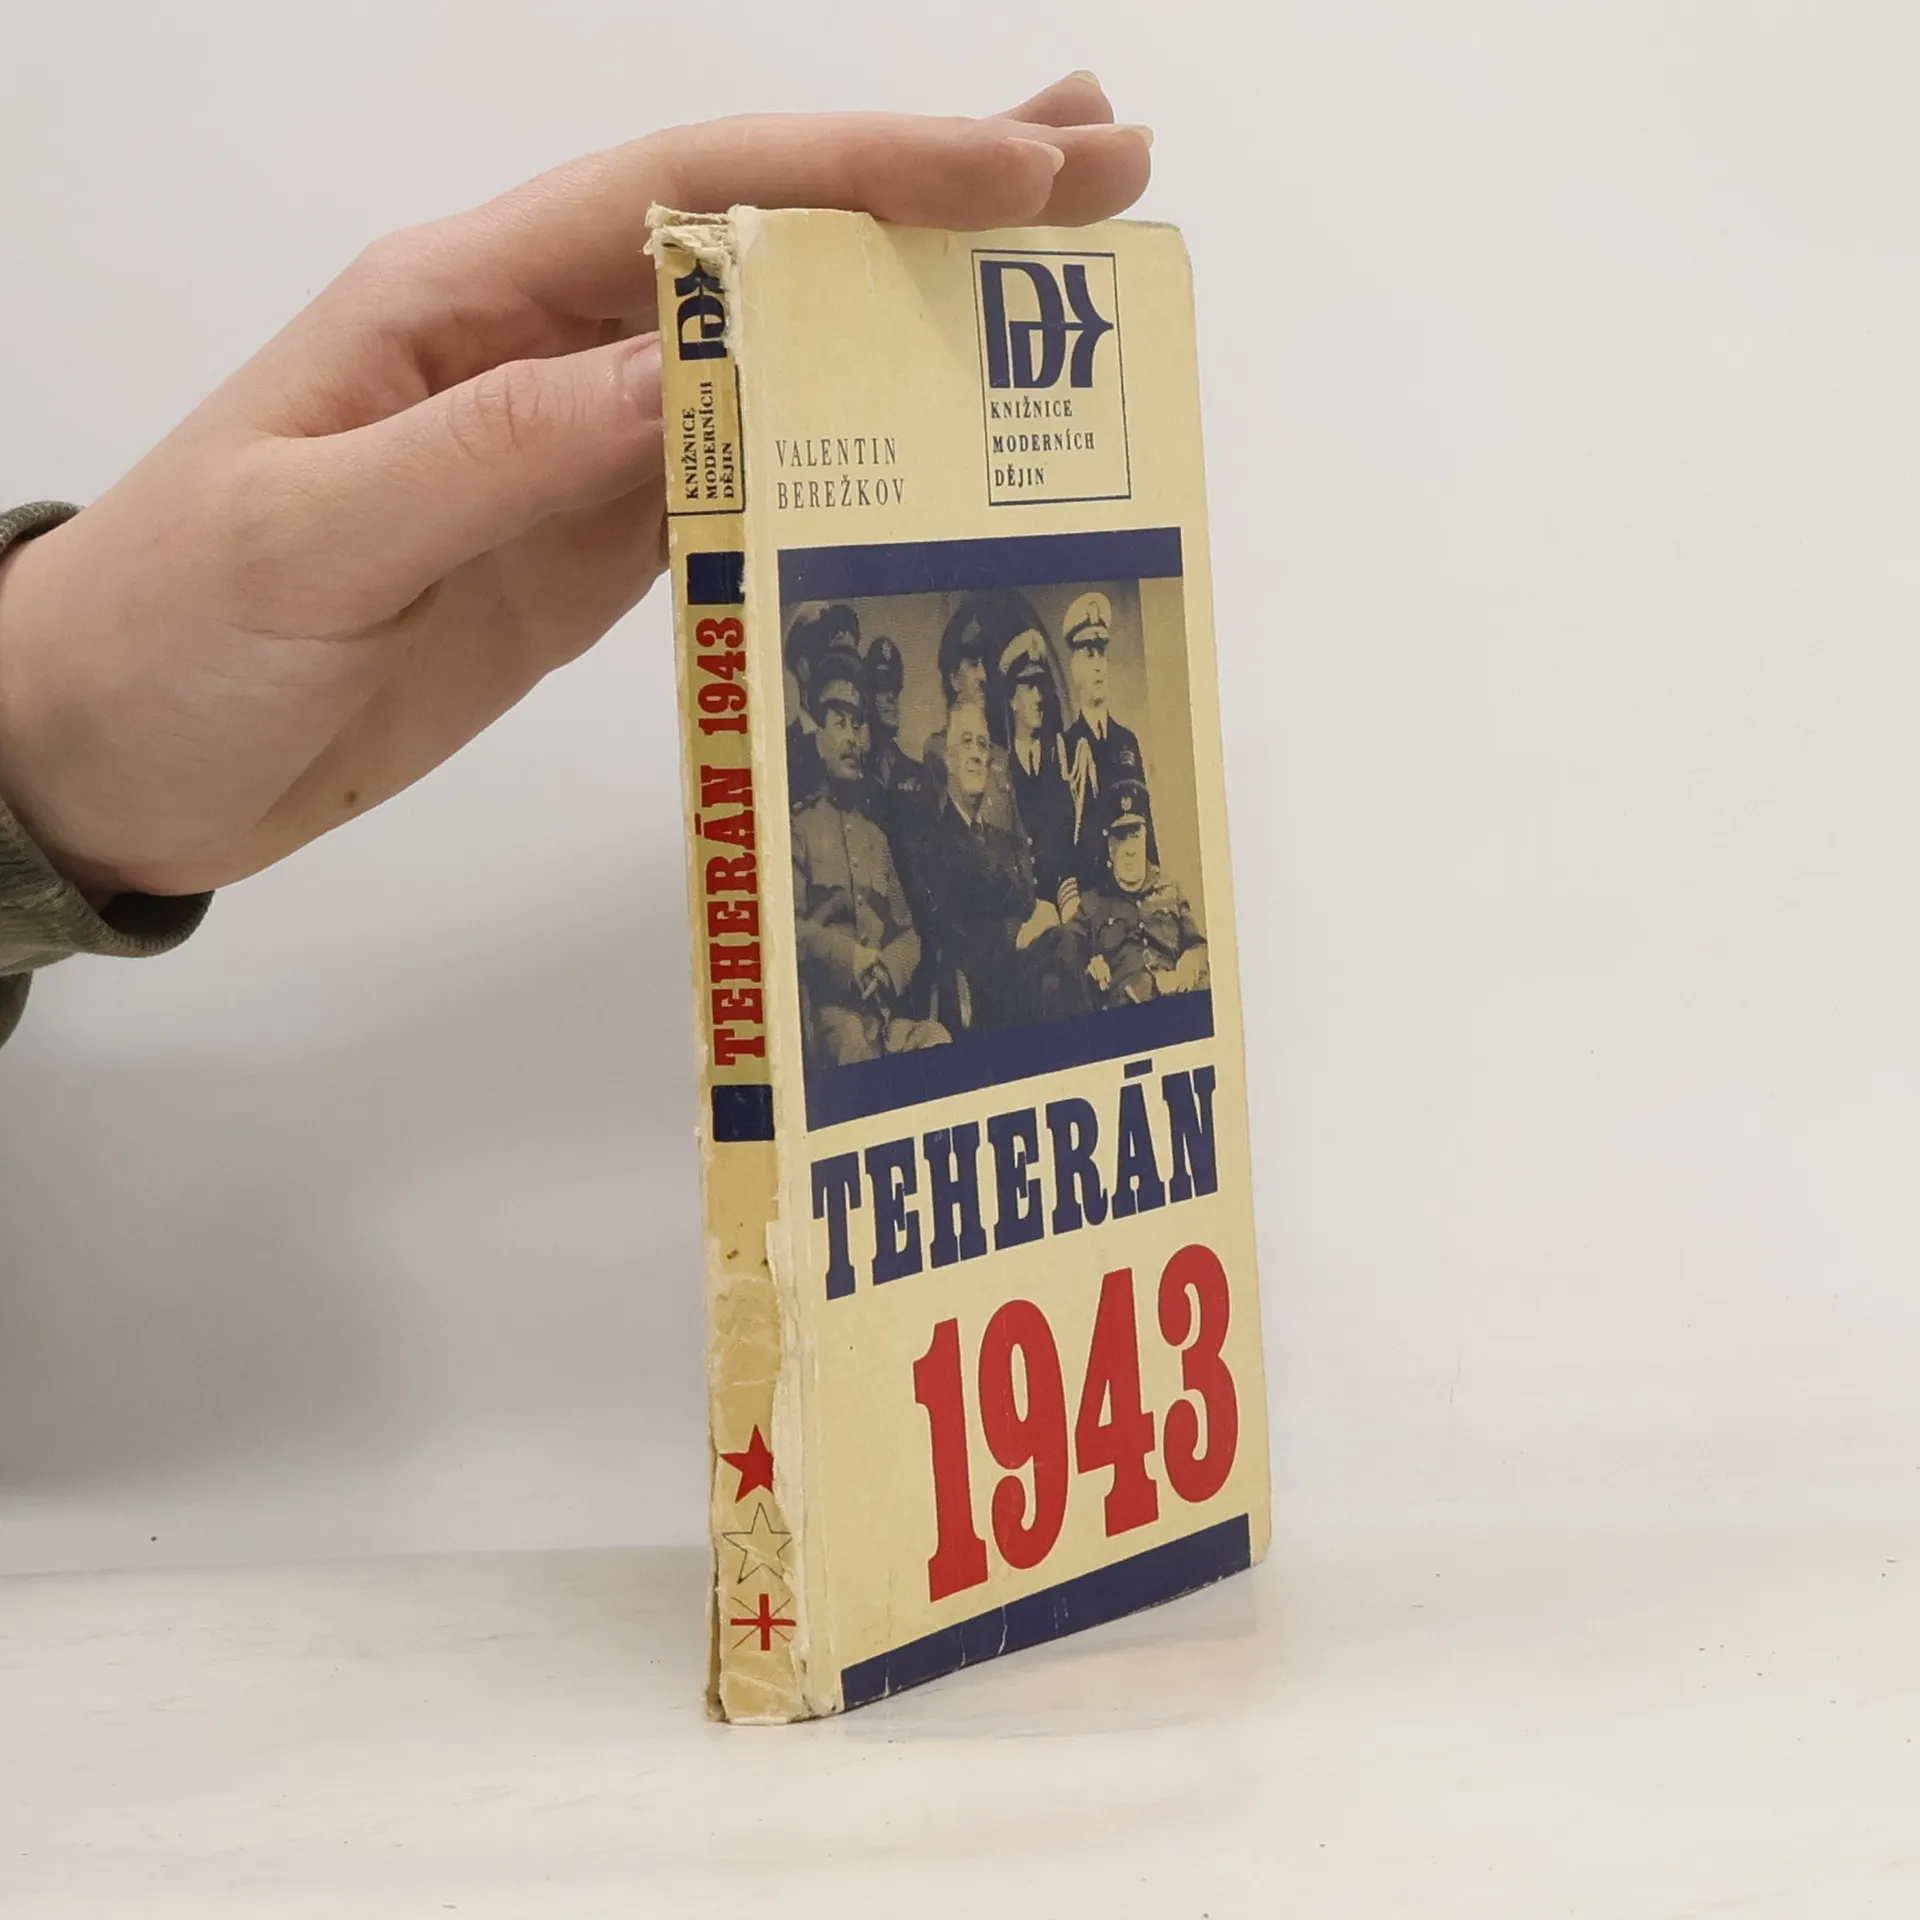 KNIŽNICE
MODERNÍCH
DĚJIN
TEHERÁN 1943
KNIŽNICE
MODERNÍCH
DĚJIN
VALENTIN
BEREŽKOV
TEHERÁN
1943